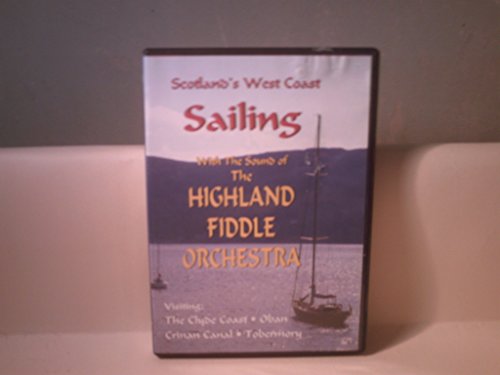 Scotland's West Coast
Sailing
With The Sound of
The
HIGHLAND
FIDDLE
ORCHESTRA
Visiting:
The Clyde Coast • Oban
Crinan Canal • Tobermory